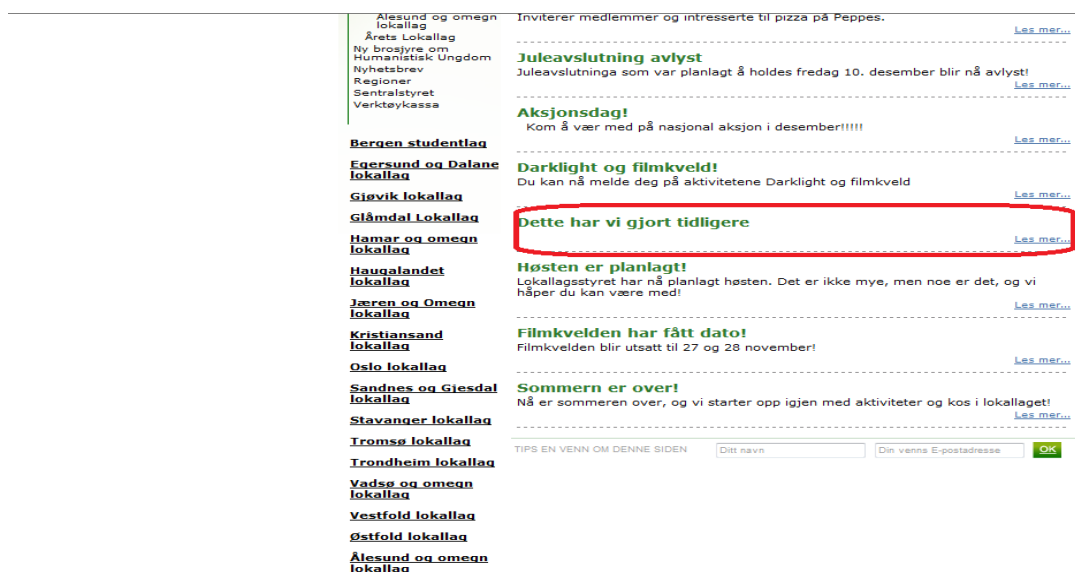 Ålesund og omegn
lokallag
Årets Lokallag
Ny brosjyre om
Humanistisk Ungdom
Nyhetsbrev
Regioner
Sentralstyret
Verktøykassa
Bergen studentlag
Egersund og Dalane
lokallag
Gjøvik lokallag
Glåmdal Lokallag
Hamar og omegn
lokallag
Haugalandet
lokallag
Jæren og Omegn
lokallag
Kristiansand
lokallag
Oslo lokallag
Sandnes og Gjesdal
lokallag
Stavanger lokallag
Tromsø lokallag
Trondheim lokallag
Vadsø og omegn
lokallag
Vestfold lokallag
Østfold lokallag
Ålesund og omegn
lokallag
Inviterer medlemmer og intresserte til pizza på Peppes.
Les mer...
Juleavslutning avlyst
Juleavslutninga som var planlagt å holdes fredag 10. desember blir nå avlyst!
Les mer...
Aksjonsdag!
Kom å vær med på nasjonal aksjon i desember!!!!!
Les mer...
Darklight og filmkveld!
Du kan nå melde deg på aktivitetene Darklight og filmkveld
Les mer...
Dette har vi gjort tidligere
Les mer...
Høsten er planlagt!
Lokallagsstyret har nå planlagt høsten. Det er ikke mye, men noe er det, og vi
håper du kan være med!
Les mer...
Filmkvelden har fått dato!
Filmkvelden blir utsatt til 27 og 28 november!
Les mer...
Sommern er over!
Nå er sommeren over, og vi starter opp igjen med aktiviteter og kos i lokallaget!
Les mer...
TIPS EN VENN OM DENNE SIDEN Ditt navn Din venns E-postadresse OK